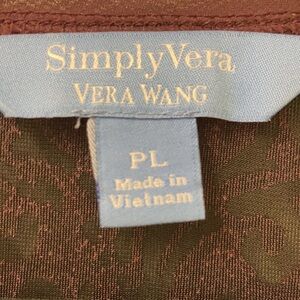 SimplyVera
VERA WANG
PL
Made in
Vietnam